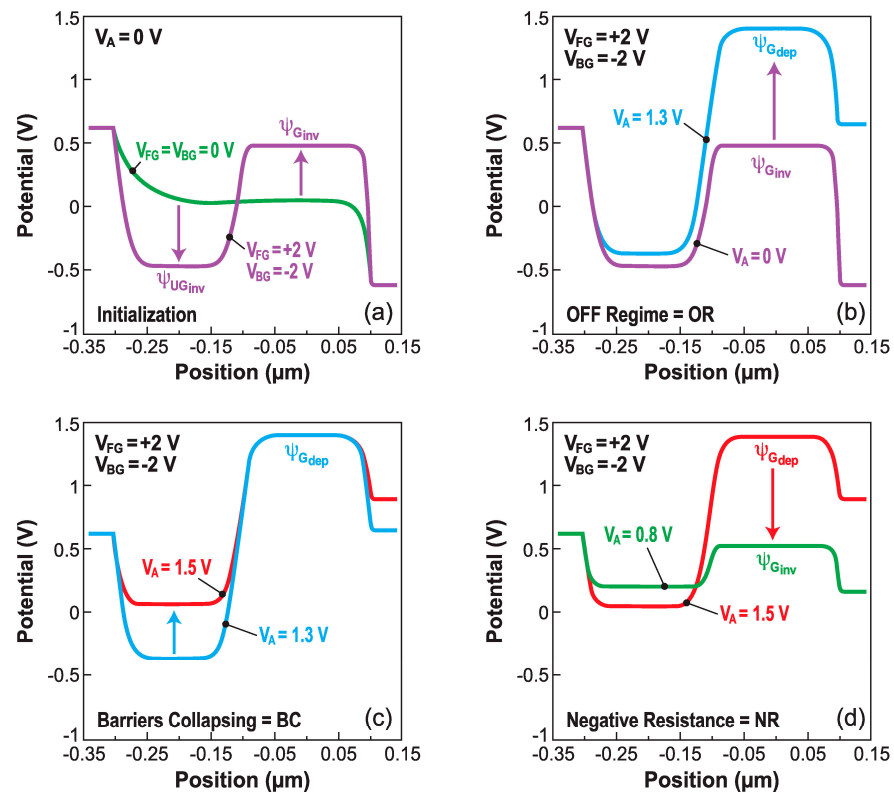 V_A = 0 V
ψ_Ginv
V_FG = V_BG = 0 V
V_FG = +2 V
V_BG = -2 V
ψ_UGinv
Initialization
(a)
Potential (V)
1.5
1
0.5
0
-0.5
-1
-0.35 -0.25 -0.15 -0.05 0.05 0.15
Position (µm)
V_FG = +2 V
V_BG = -2 V
ψ_Gdep
V_A = 1.3 V
ψ_Ginv
V_A = 0 V
OFF Regime = OR
(b)
Potential (V)
1.5
1
0.5
0
-0.5
-1
-0.35 -0.25 -0.15 -0.05 0.05 0.15
Position (µm)
V_FG = +2 V
V_BG = -2 V
ψ_Gdep
V_A = 1.5 V
V_A = 1.3 V
Barriers Collapsing = BC
(c)
Potential (V)
1.5
1
0.5
0
-0.5
-1
-0.35 -0.25 -0.15 -0.05 0.05 0.15
Position (µm)
V_FG = +2 V
V_BG = -2 V
ψ_Gdep
V_A = 0.8 V
ψ_Ginv
V_A = 1.5 V
Negative Resistance = NR
(d)
Potential (V)
1.5
1
0.5
0
-0.5
-1
-0.35 -0.25 -0.15 -0.05 0.05 0.15
Position (µm)